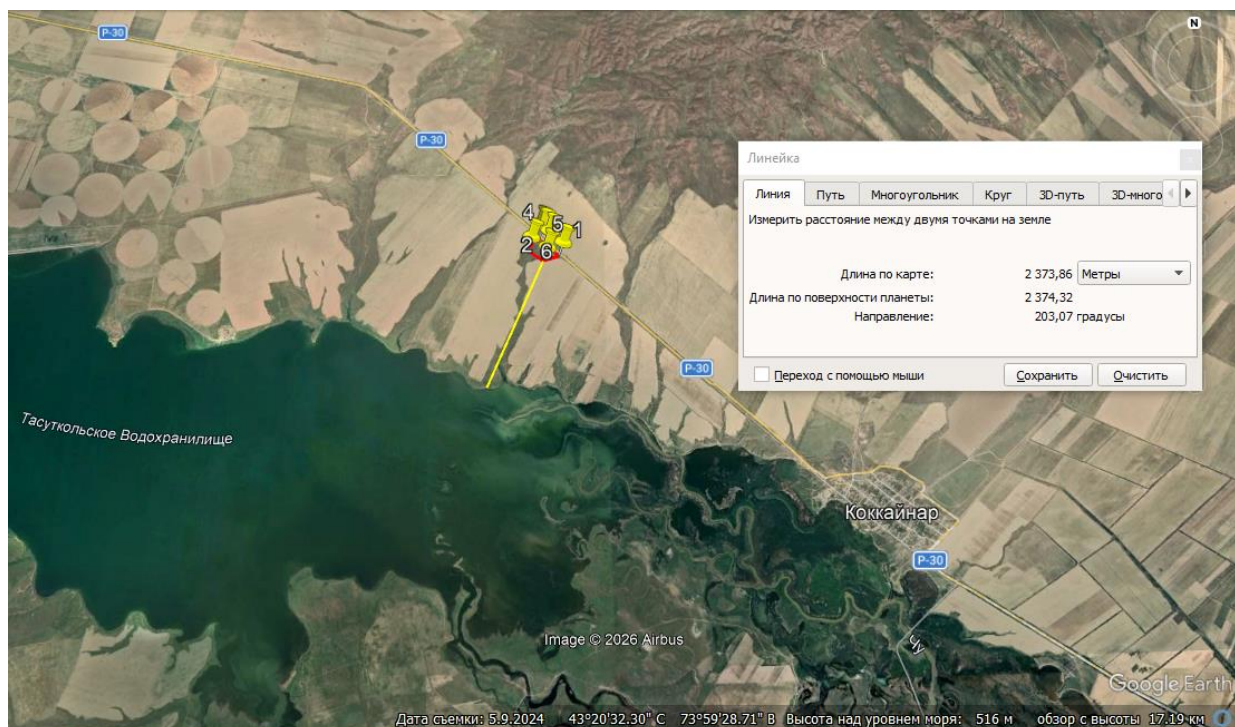 P-30
N
P-30
Линейка
Линия Путь Многоугольник Круг 3D-путь 3D-много
Измерить расстояние между двумя точками на земле
Длина по карте: 2 373,86 Метры
Длина по поверхности планеты: 2 374,32
Направление: 203,07 градусы
Переход с помощью мыши Сохранить Очистить
4
5
1
2
6
P-30
Тасуткольское Водохранилище
Коккайнар
P-30
Чу
Image © 2026 Airbus
Google Earth
Дата съемки: 5.9.2024 43°20'32.30" С 73°59'28.71" В Высота над уровнем моря: 516 м обзор с высоты 17.19 км